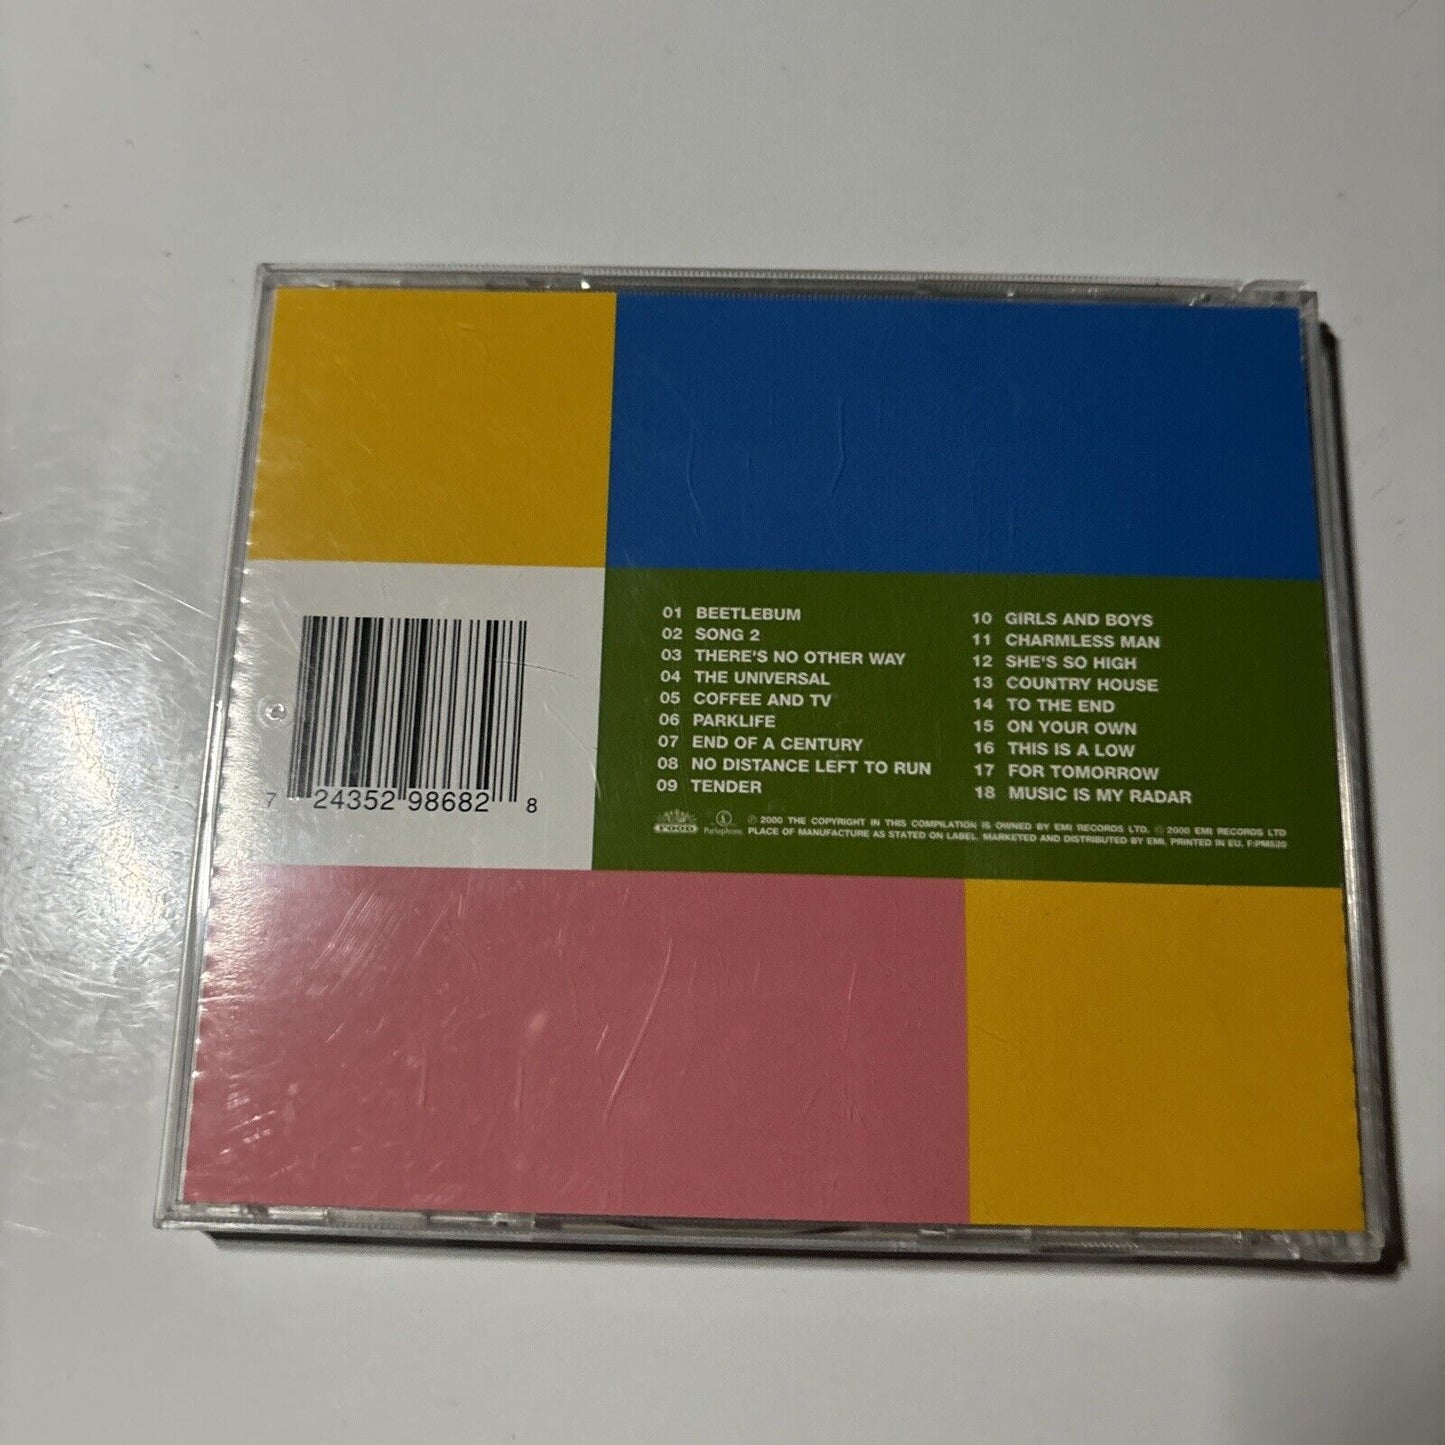 01 BEETLEBUM
02 SONG 2
03 THERE'S NO OTHER WAY
04 THE UNIVERSAL
05 COFFEE AND TV
06 PARKLIFE
07 END OF A CENTURY
08 NO DISTANCE LEFT TO RUN
09 TENDER
10 GIRLS AND BOYS
11 CHARMLESS MAN
12 SHE'S SO HIGH
13 COUNTRY HOUSE
14 TO THE END
15 ON YOUR OWN
16 THIS IS A LOW
17 FOR TOMORROW
18 MUSIC IS MY RADAR
7 24352 98682 8
FOOD
Parlophone
℗ 2000 THE COPYRIGHT IN THIS COMPILATION IS OWNED BY EMI RECORDS LTD. © 2000 EMI RECORDS LTD
PLACE OF MANUFACTURE AS STATED ON LABEL. MARKETED AND DISTRIBUTED BY EMI. PRINTED IN EU. F:PM520